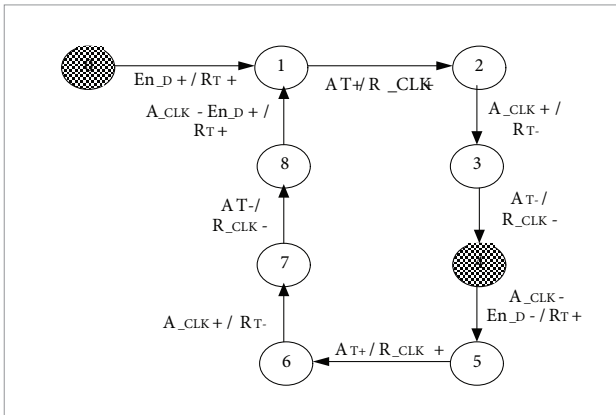 1
2
En_D + / RT +
AT+/ R _CLK+
A_CLK - En_D + /
RT +
A_CLK + /
RT-
8
3
AT-/
R_CLK -
AT-/
R_CLK -
7
A_CLK + / RT-
A_CLK -
En_D - / RT +
6
AT+ / R_CLK +
5